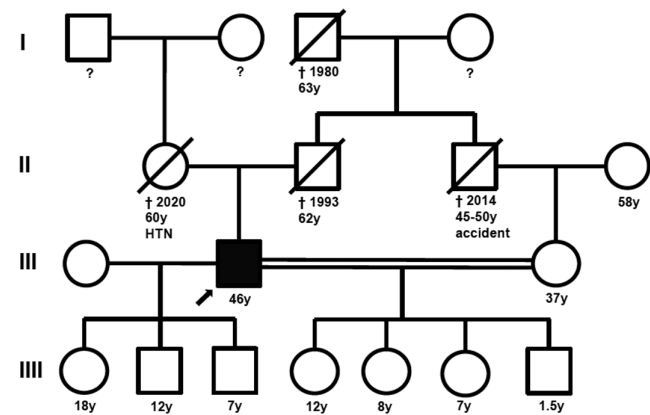 I
?
?
† 1980
63y
?
II
† 2020
60y
HTN
† 1993
62y
† 2014
45-50y
accident
58y
III
46y
37y
IIII
18y
12y
7y
12y
8y
7y
1.5y